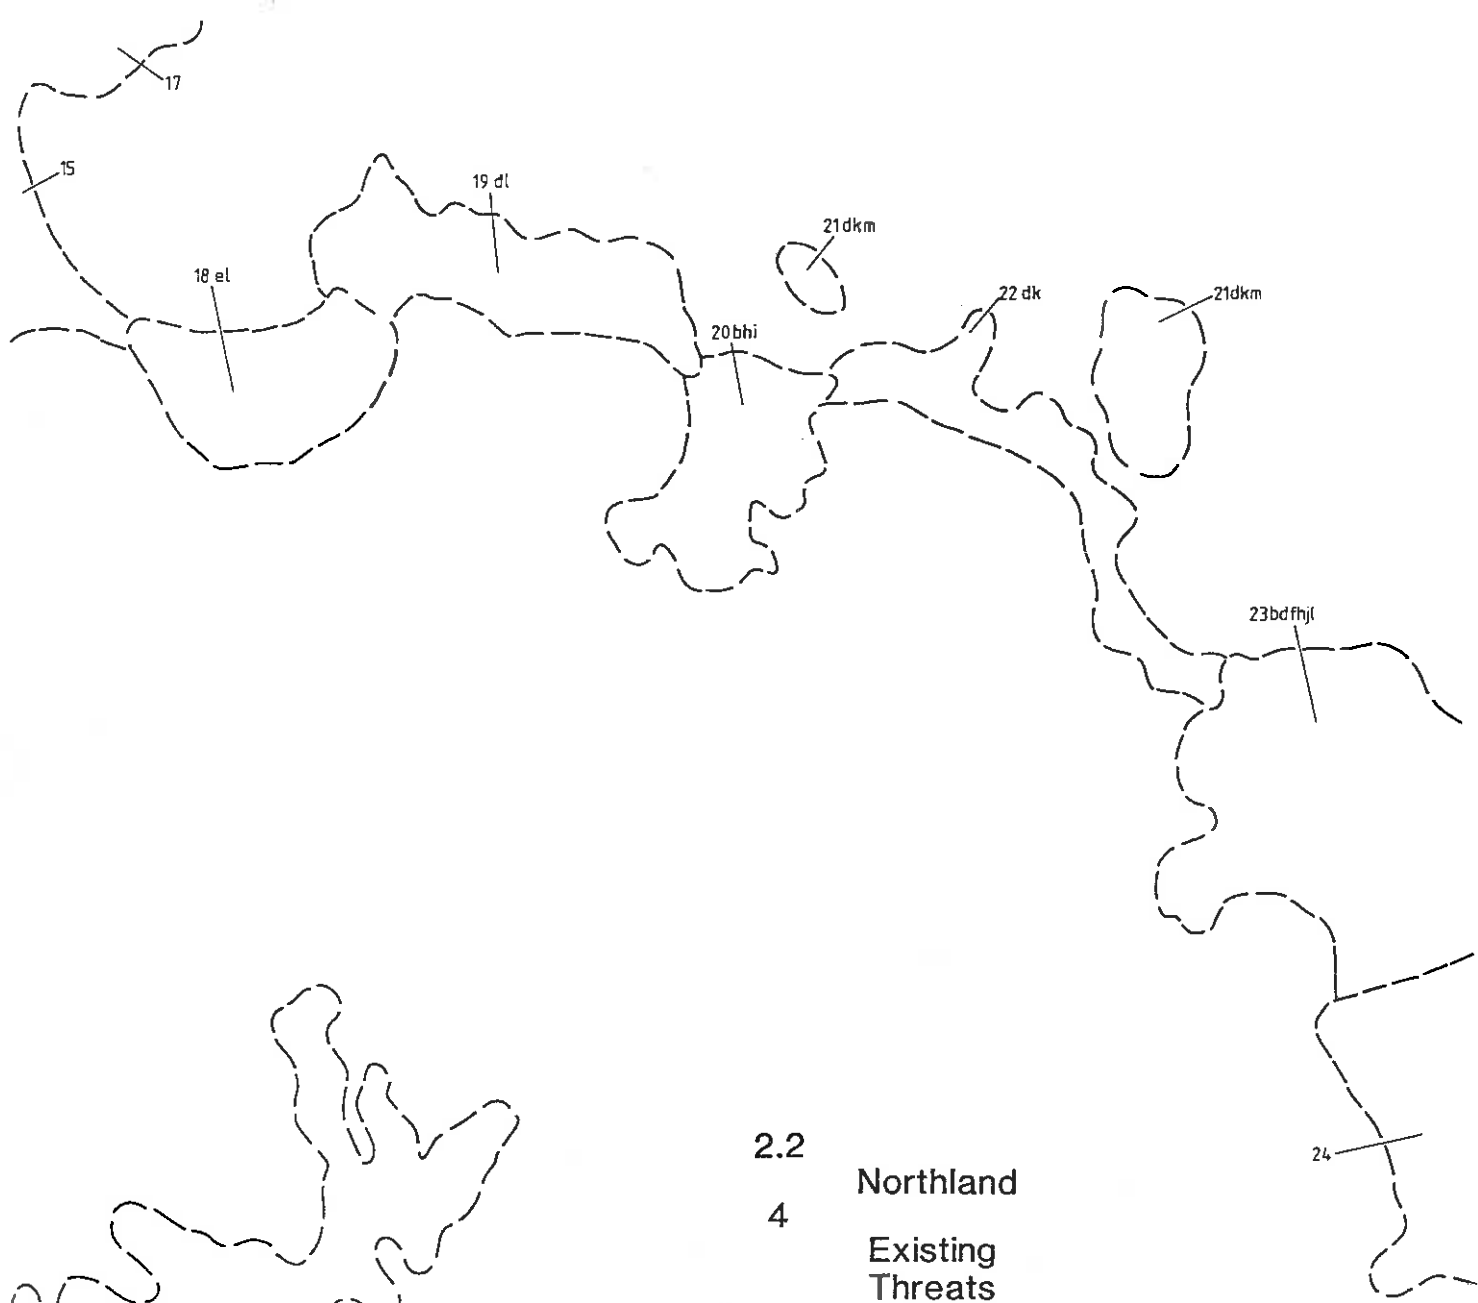 17
15
19 dl
21dkm
18 el
22 dk
21dkm
20bhi
23bdfhjl
24
2.2
Northland
4
Existing
Threats